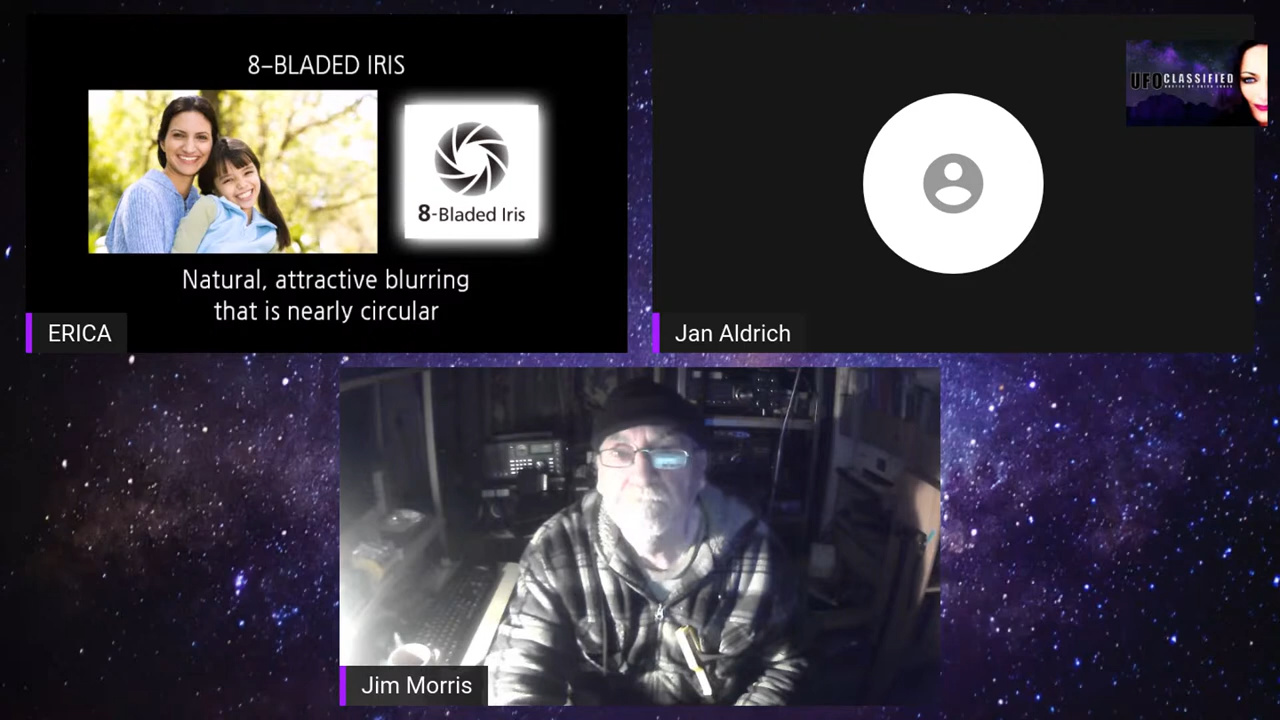 8–BLADED IRIS
8-Bladed Iris
Natural, attractive blurring
that is nearly circular
ERICA
UFO CLASSIFIED
Jan Aldrich
Jim Morris